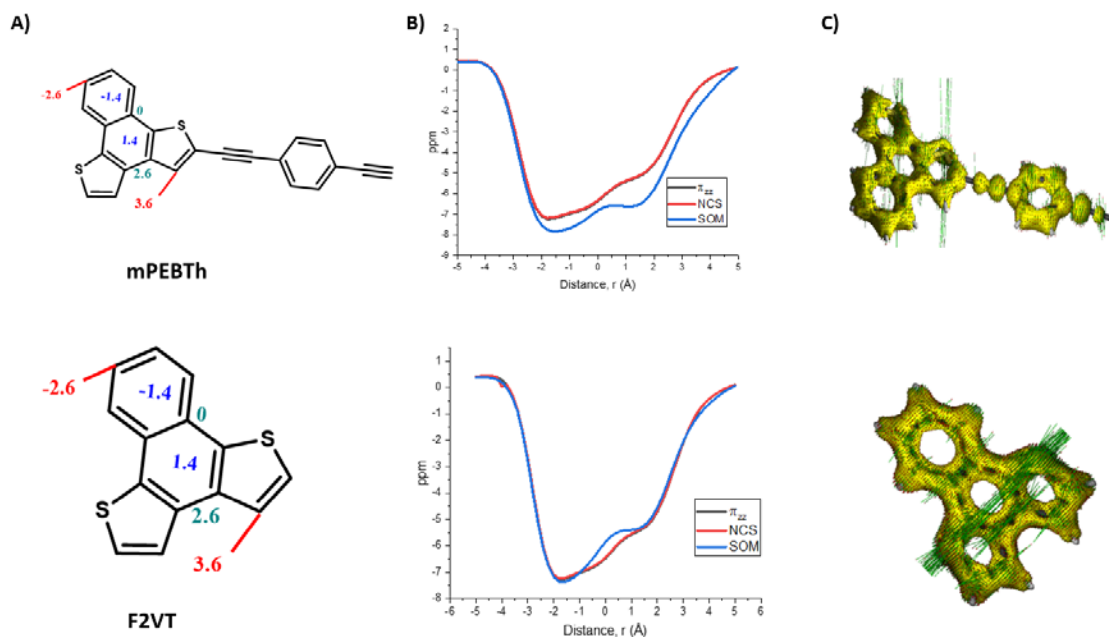 A)
B)
C)
-2.6
-1.4
0
1.4
S
S
2.6
3.6
mPEBTh
2
1
0
-1
-2
-3
-4
-5
-6
-7
-8
-9
ppm
πzz
NCS
SOM
-5 -4 -3 -2 -1 0 1 2 3 4 5
Distance, r (Å)
-2.6
-1.4
0
1.4
S
S
2.6
3.6
F2VT
1
0
-1
-2
-3
-4
-5
-6
-7
-8
ppm
πzz
NCS
SOM
-6 -5 -4 -3 -2 -1 0 1 2 3 4 5 6
Distance, r (Å)